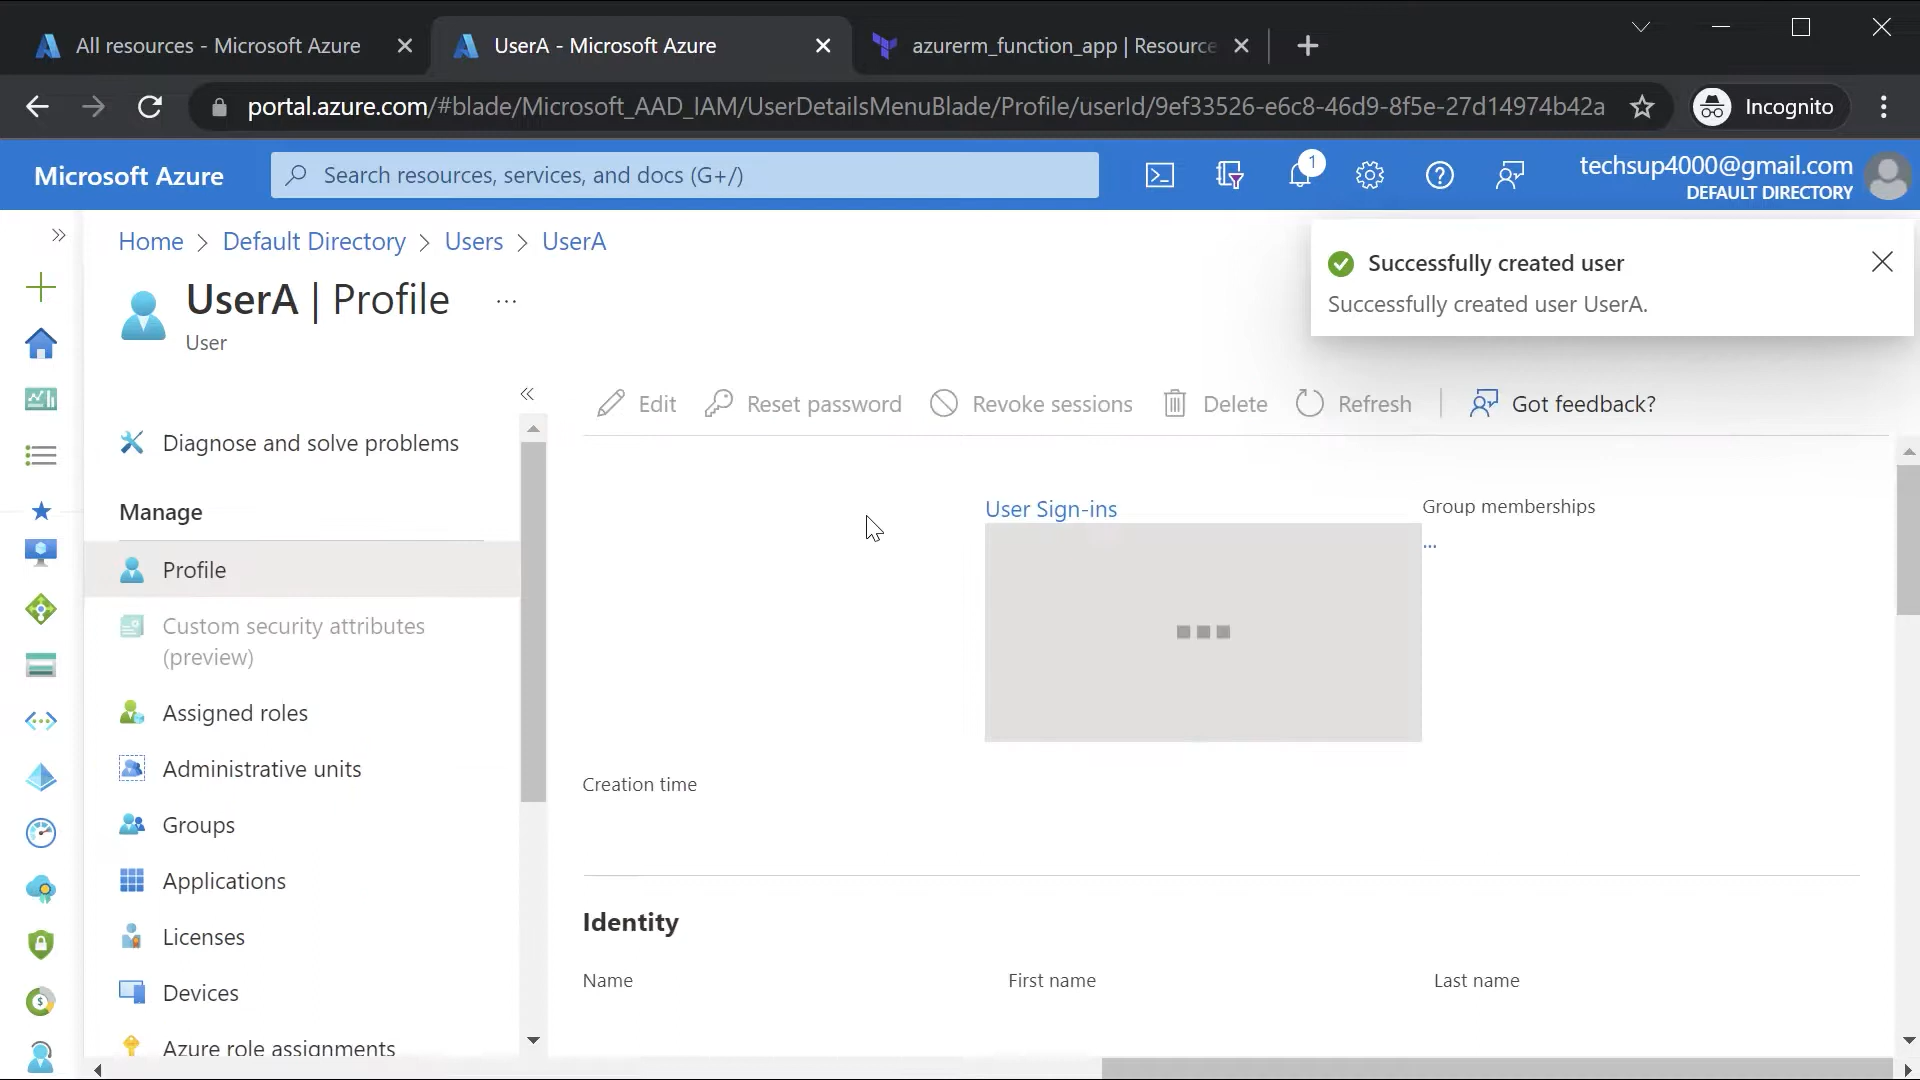 All resources - Microsoft Azure
UserA - Microsoft Azure
azurerm_function_app | Resource
portal.azure.com/#blade/Microsoft_AAD_IAM/UserDetailsMenuBlade/Profile/userId/9ef33526-e6c8-46d9-8f5e-27d14974b42a
Incognito
Microsoft Azure
Search resources, services, and docs (G+/)
1
techsup4000@gmail.com
DEFAULT DIRECTORY
Home > Default Directory > Users > UserA
UserA | Profile ...
User
Successfully created user
Successfully created user UserA.
Diagnose and solve problems
Manage
Profile
Custom security attributes
(preview)
Assigned roles
Administrative units
Groups
Applications
Licenses
Devices
Azure role assignments
Edit
Reset password
Revoke sessions
Delete
Refresh
Got feedback?
User Sign-ins
Group memberships
...
Creation time
Identity
Name
First name
Last name